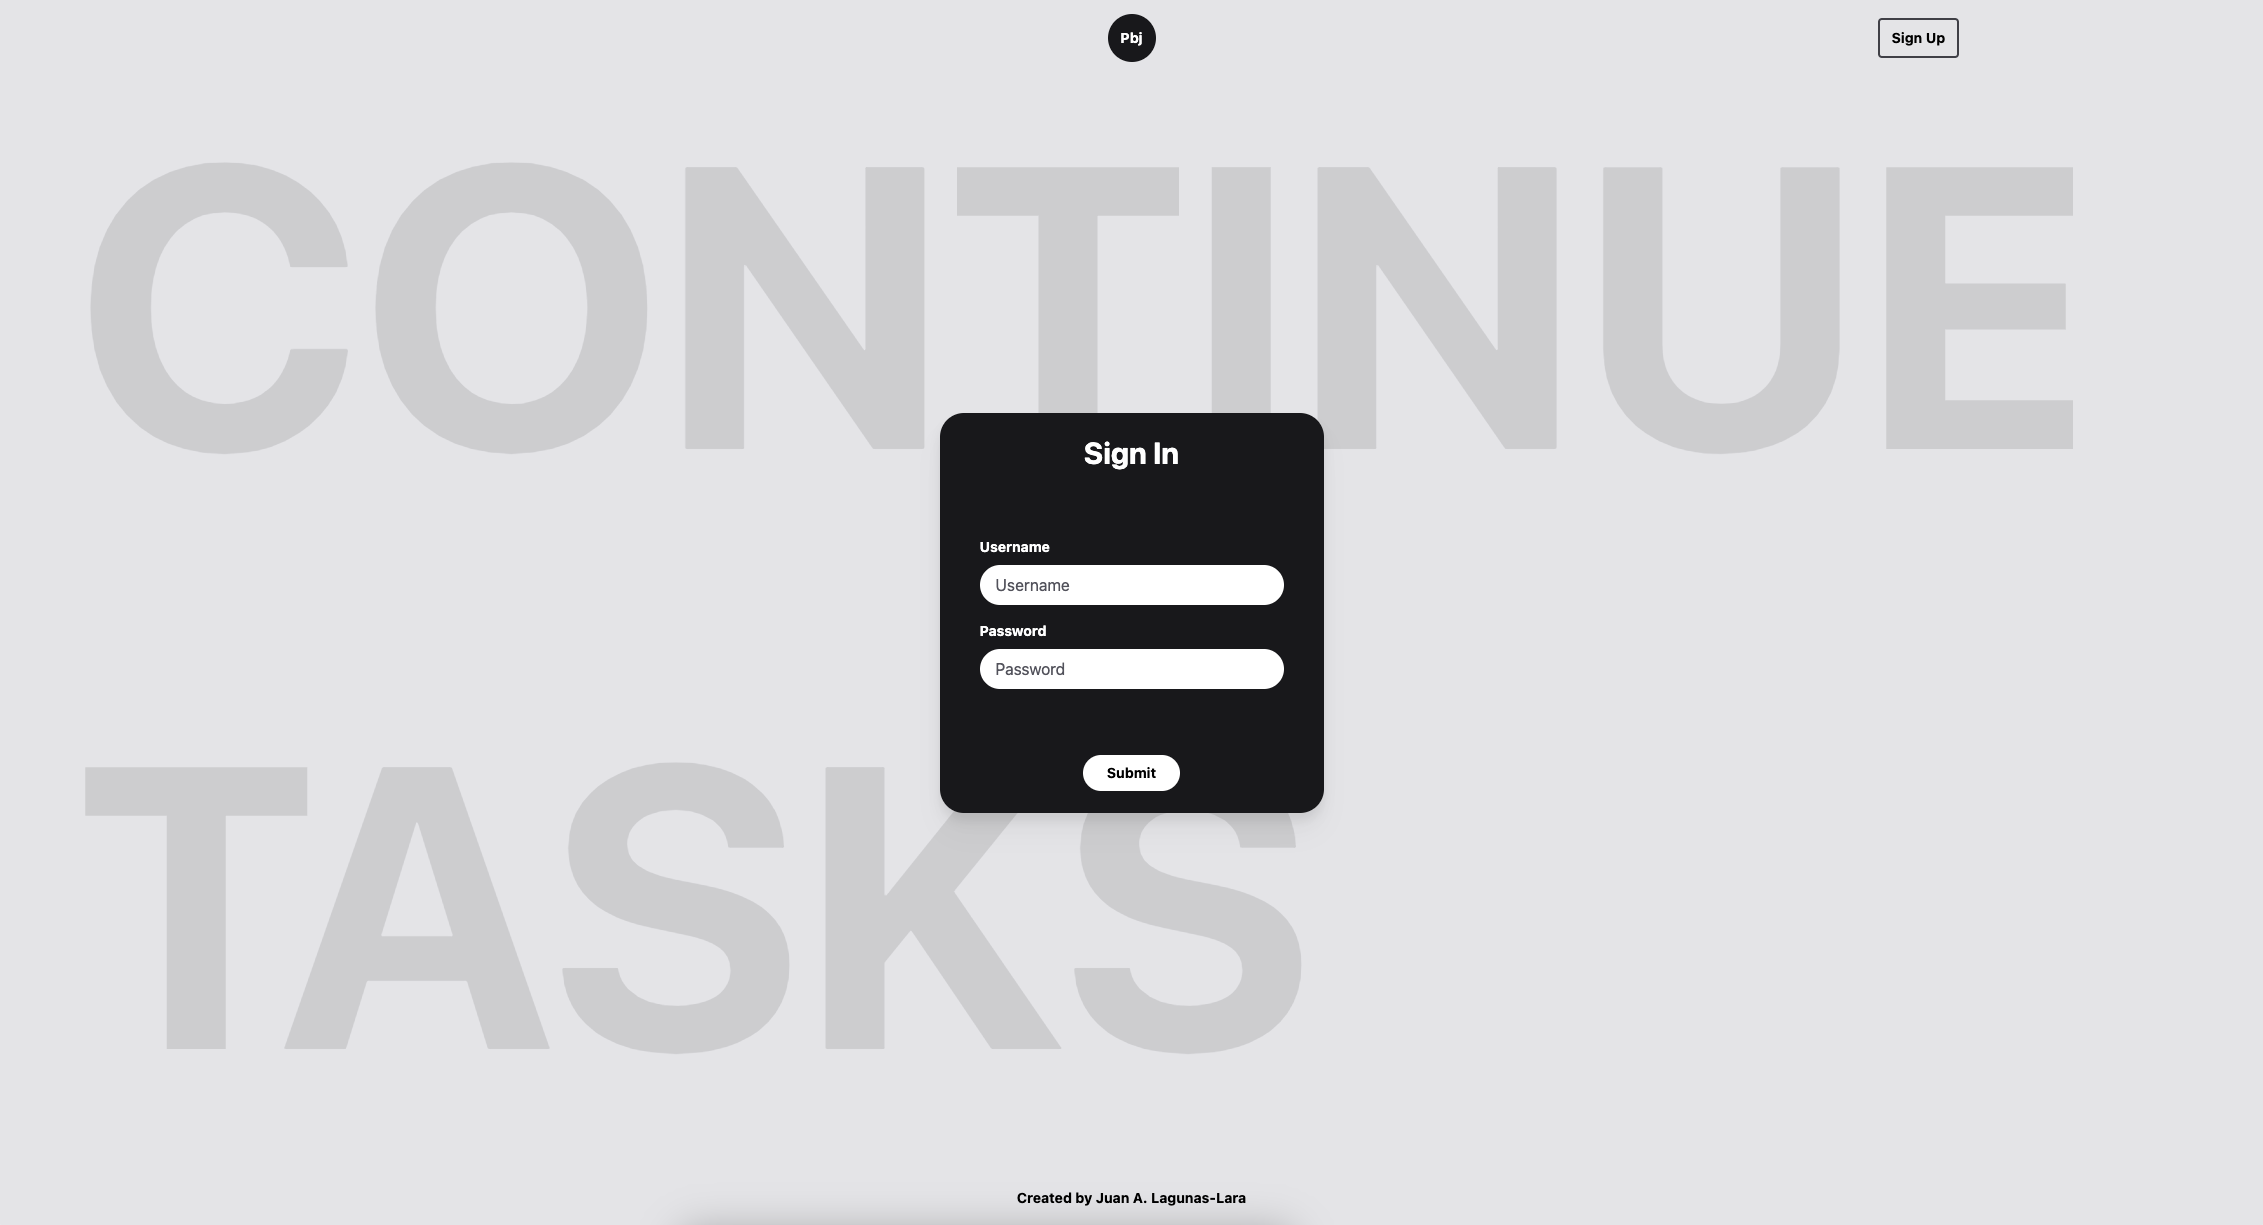 Pbj
Sign Up
CONTINUE
Sign In
Username
Username
Password
Password
Submit
TASKS
Created by Juan A. Lagunas-Lara